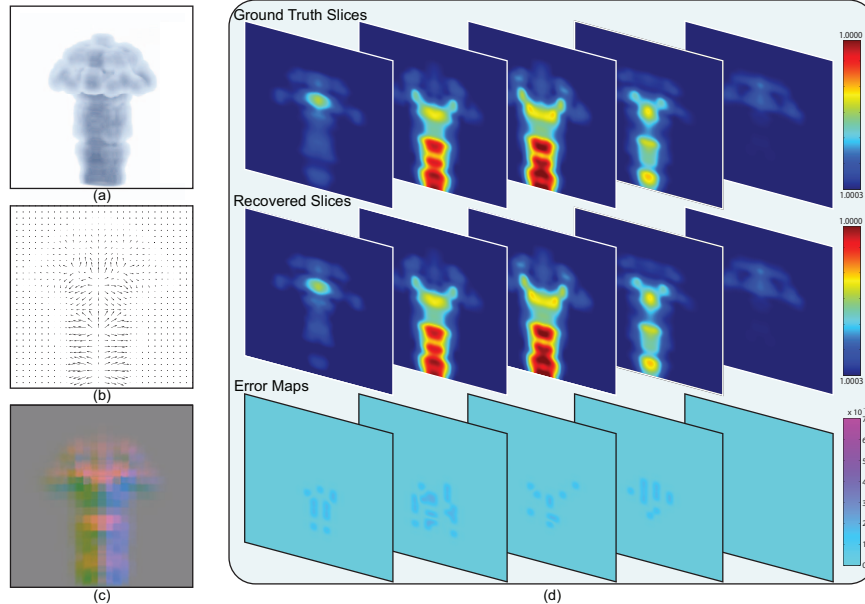 Ground Truth Slices
1.0000
1.0003
(a)
Recovered Slices
1.0000
1.0003
(b)
Error Maps
x 10
7
6
5
4
3
2
1
0
(c)
(d)